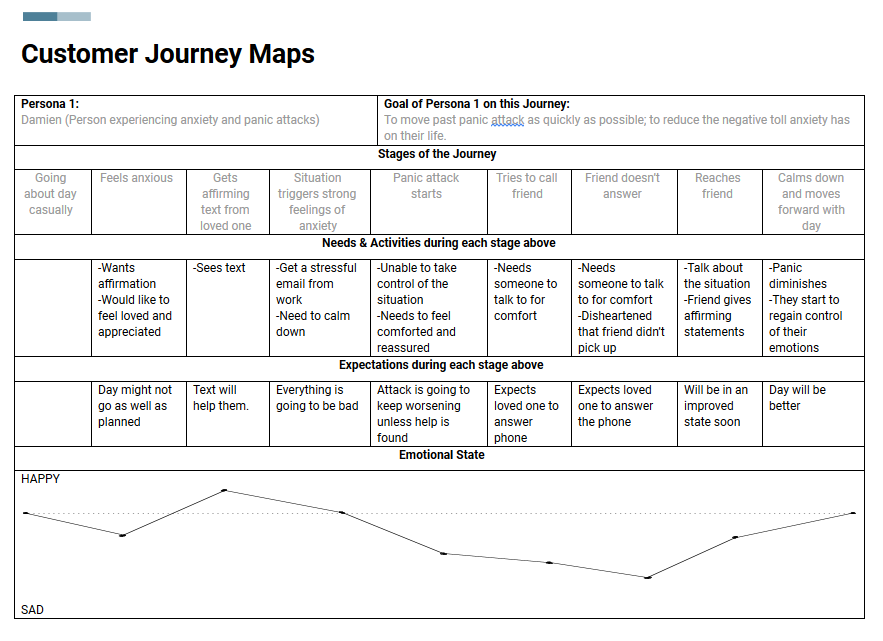 Customer Journey Maps
Persona 1:
Damien (Person experiencing anxiety and panic attacks)
Goal of Persona 1 on this Journey:
To move past panic attack as quickly as possible; to reduce the negative toll anxiety has
on their life.
Stages of the Journey
Going
about day
casually
Feels anxious
Gets
affirming
text from
loved one
Situation
triggers strong
feelings of
anxiety
Panic attack
starts
Tries to call
friend
Friend doesn't
answer
Reaches
friend
Calms down
and moves
forward with
day
Needs & Activities during each stage above
-Wants
affirmation
-Would like to
feel loved and
appreciated
-Sees text
-Get a stressful
email from
work
-Need to calm
down
-Unable to take
control of the
situation
-Needs to feel
comforted and
reassured
-Needs
someone to
talk to for
comfort
-Needs
someone to talk
to for comfort
-Disheartened
that friend didn't
pick up
-Talk about
the situation
-Friend gives
affirming
statements
-Panic
diminishes
-They start to
regain control
of their
emotions
Expectations during each stage above
Day might not
go as well as
planned
Text will
help them.
Everything is
going to be bad
Attack is going to
keep worsening
unless help is
found
Expects
loved one to
answer
phone
Expects loved
one to answer
the phone
Will be in an
improved
state soon
Day will be
better
Emotional State
HAPPY
SAD